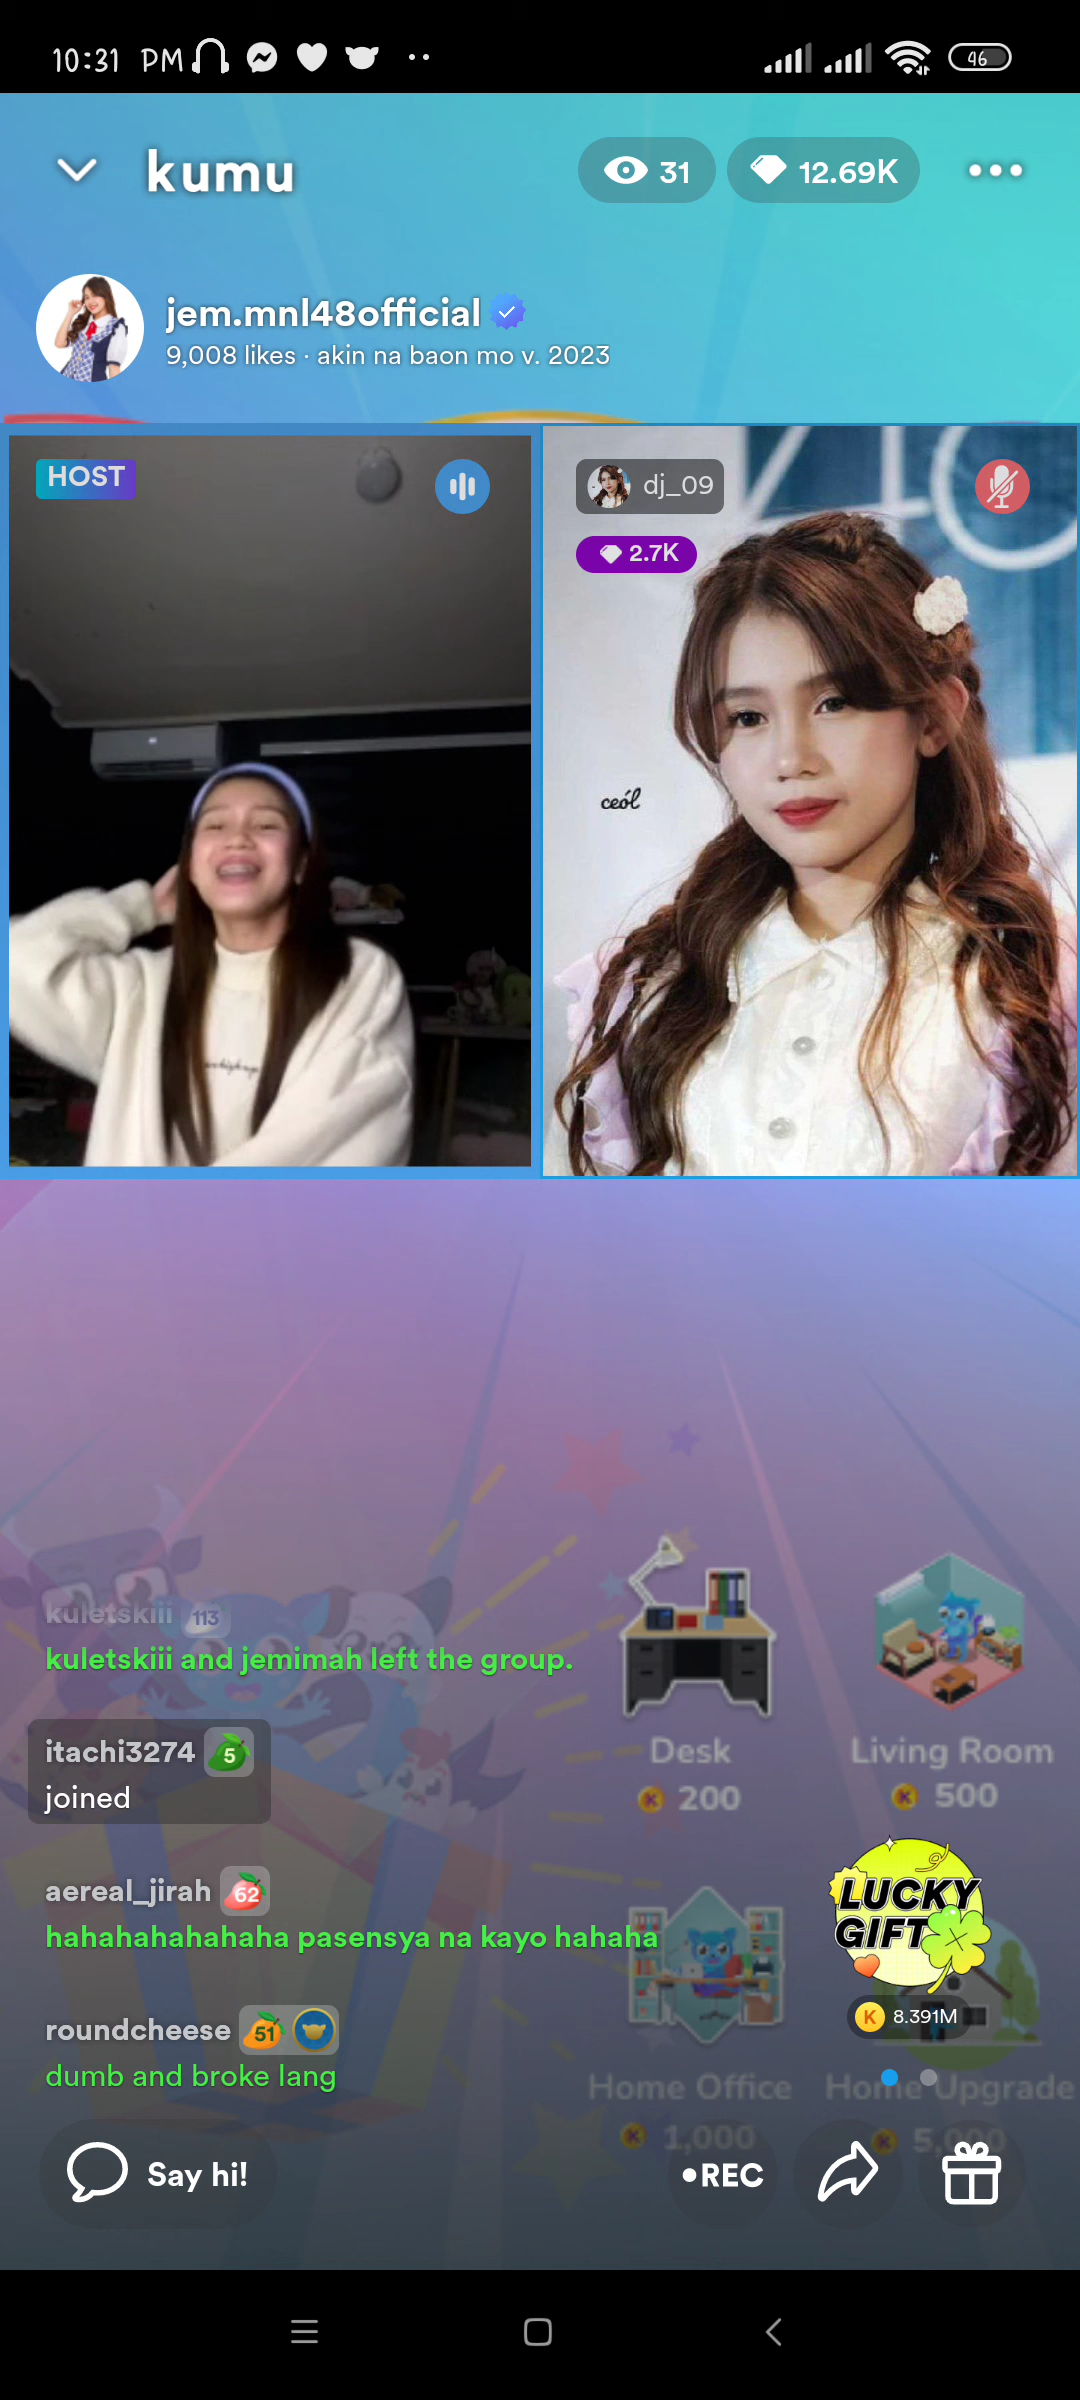 10:31 PM
46
kumu
31
12.69K
jem.mnl48official
9,008 likes · akin na baon mo v. 2023
HOST
dj_09
2.7K
ceól
kuletskiii 113
kuletskiii and jemimah left the group.
itachi3274 5
joined
aereal_jirah 62
hahahahahahaha pasensya na kayo hahaha
roundcheese 51
dumb and broke lang
Desk
200
Living Room
500
LUCKY
GIFT
K 8.391M
Home Office
1,000
Home Upgrade
5,000
Say hi!
•REC